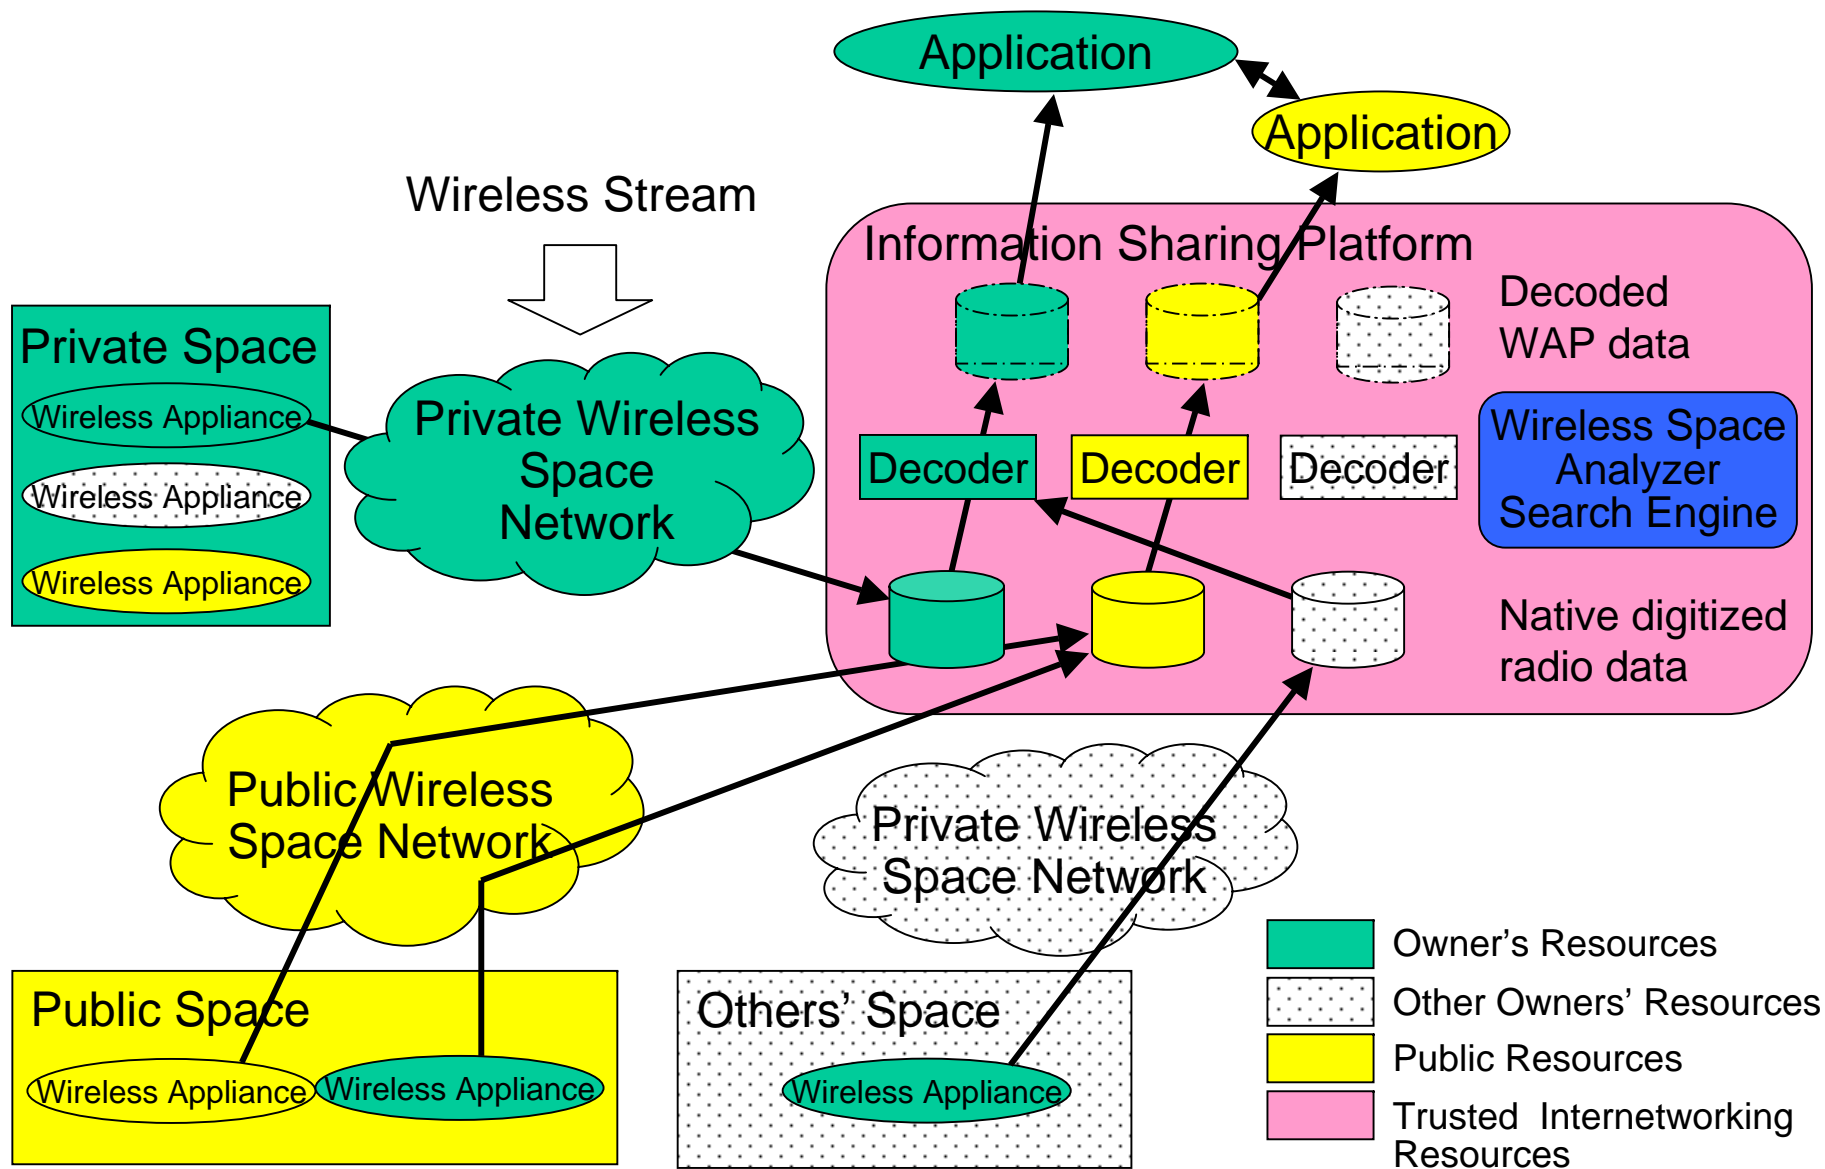 Application
Application
Wireless Stream
Information Sharing Platform
Decoded
WAP data
Private Space
Wireless Appliance
Wireless Appliance
Wireless Appliance
Private Wireless
Space
Network
Decoder
Decoder
Decoder
Wireless Space
Analyzer
Search Engine
Native digitized
radio data
Public Wireless
Space Network
Private Wireless
Space Network
Public Space
Wireless Appliance
Wireless Appliance
Others’ Space
Wireless Appliance
Owner’s Resources
Other Owners’ Resources
Public Resources
Trusted Internetworking
Resources